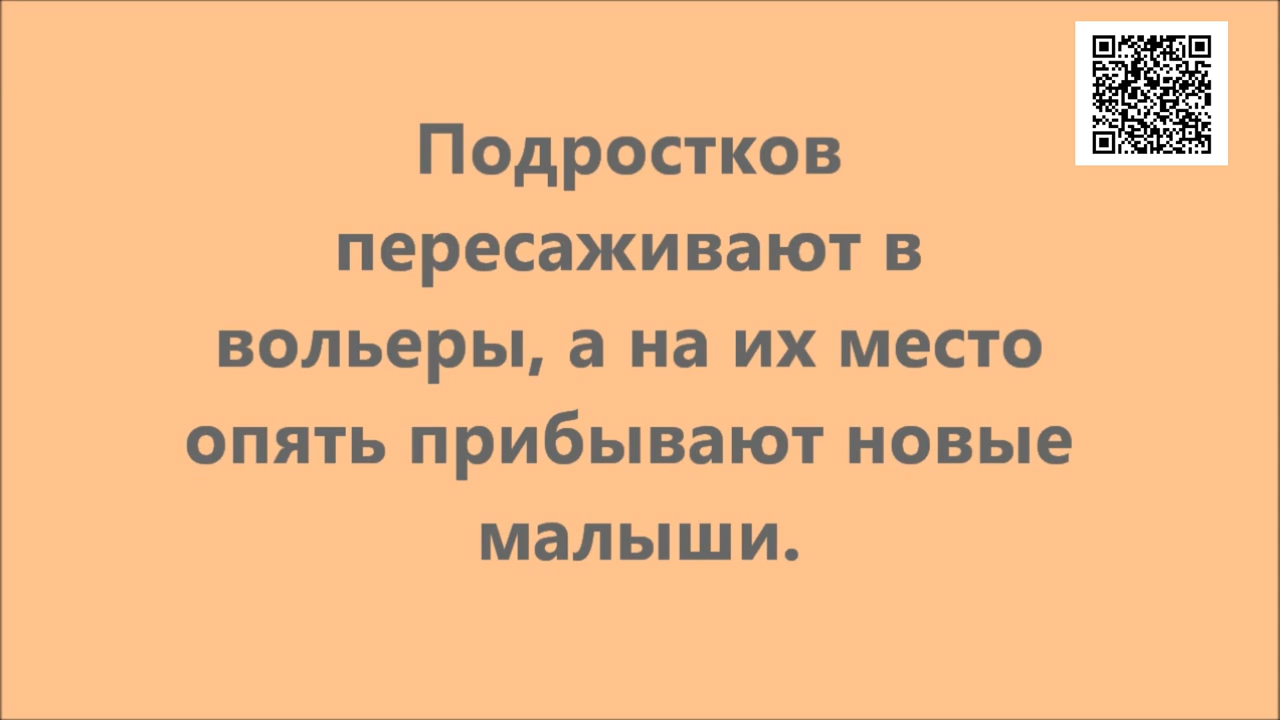 Подростков
пересаживают в
вольеры, а на их место
опять прибывают новые
малыши.